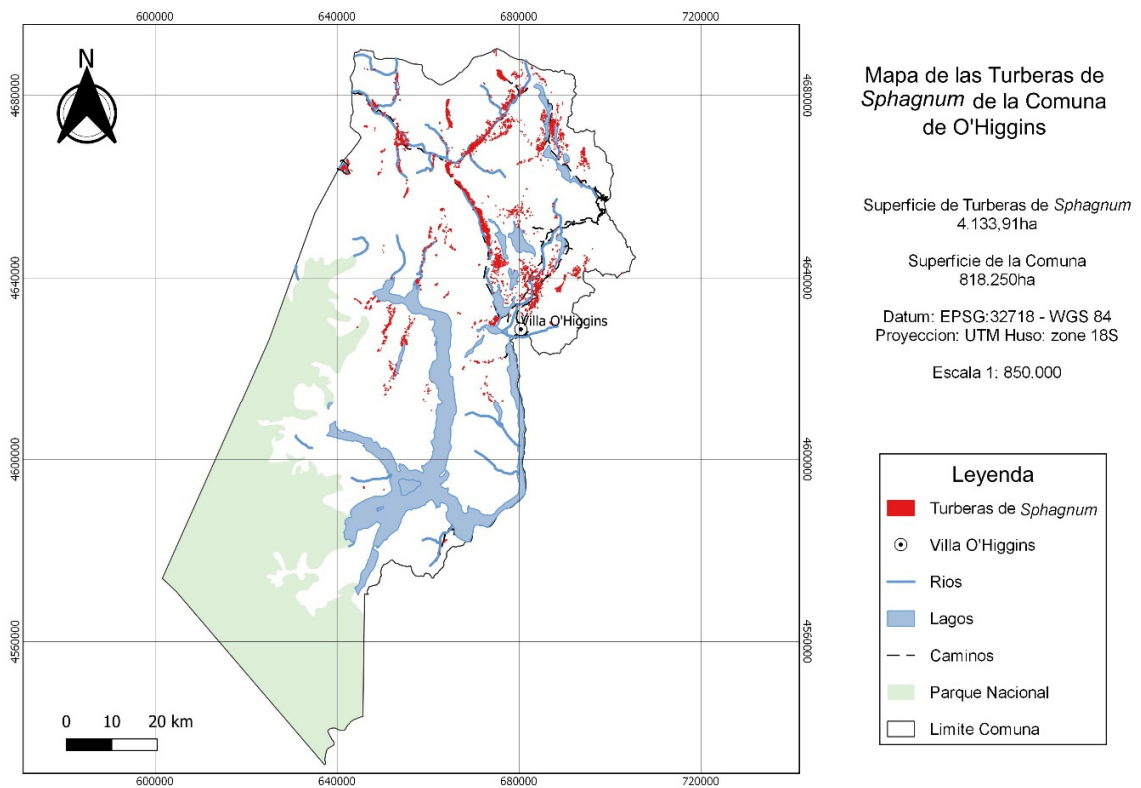 600000
640000
680000
720000
N
4680000
4680000
4640000
4640000
4600000
4600000
4560000
4560000
Villa O'Higgins
0 10 20 km
600000
640000
680000
720000
Mapa de las Turberas de
Sphagnum de la Comuna
de O'Higgins
Superficie de Turberas de Sphagnum
4.133,91ha
Superficie de la Comuna
818.250ha
Datum: EPSG:32718 - WGS 84
Proyeccion: UTM Huso: zone 18S
Escala 1: 850.000
Leyenda
Turberas de Sphagnum
Villa O'Higgins
Rios
Lagos
Caminos
Parque Nacional
Limite Comuna